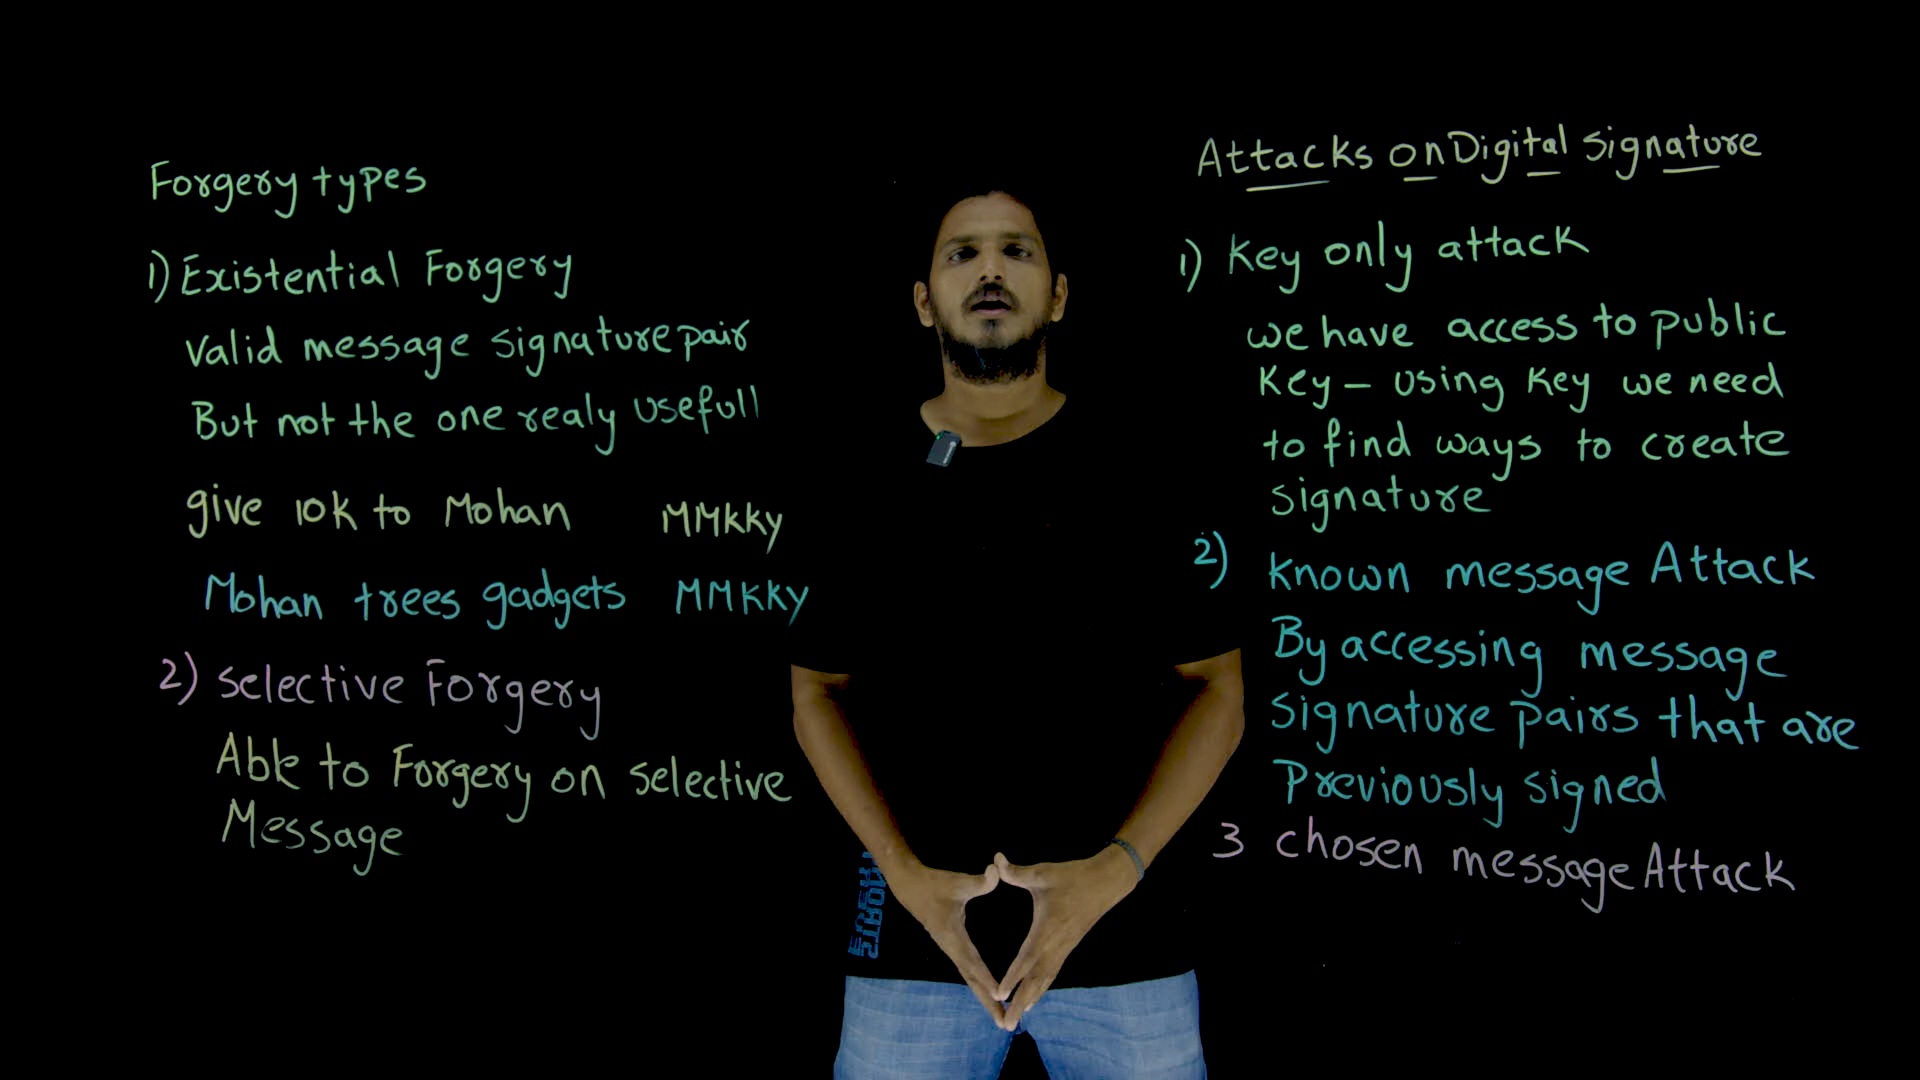 Forgery types
1) Existential Forgery
Valid message signature pair
But not the one realy usefull
give 10k to Mohan MMKKY
Mohan trees gadgets MMKKY
2) selective Forgery
Able to Forgery on selective
Message
Attacks on Digital signature
1) Key only attack
we have access to public
Key – using Key we need
to find ways to create
signature
2) known message Attack
By accessing message
signature pairs that are
Previously signed
3 chosen message Attack